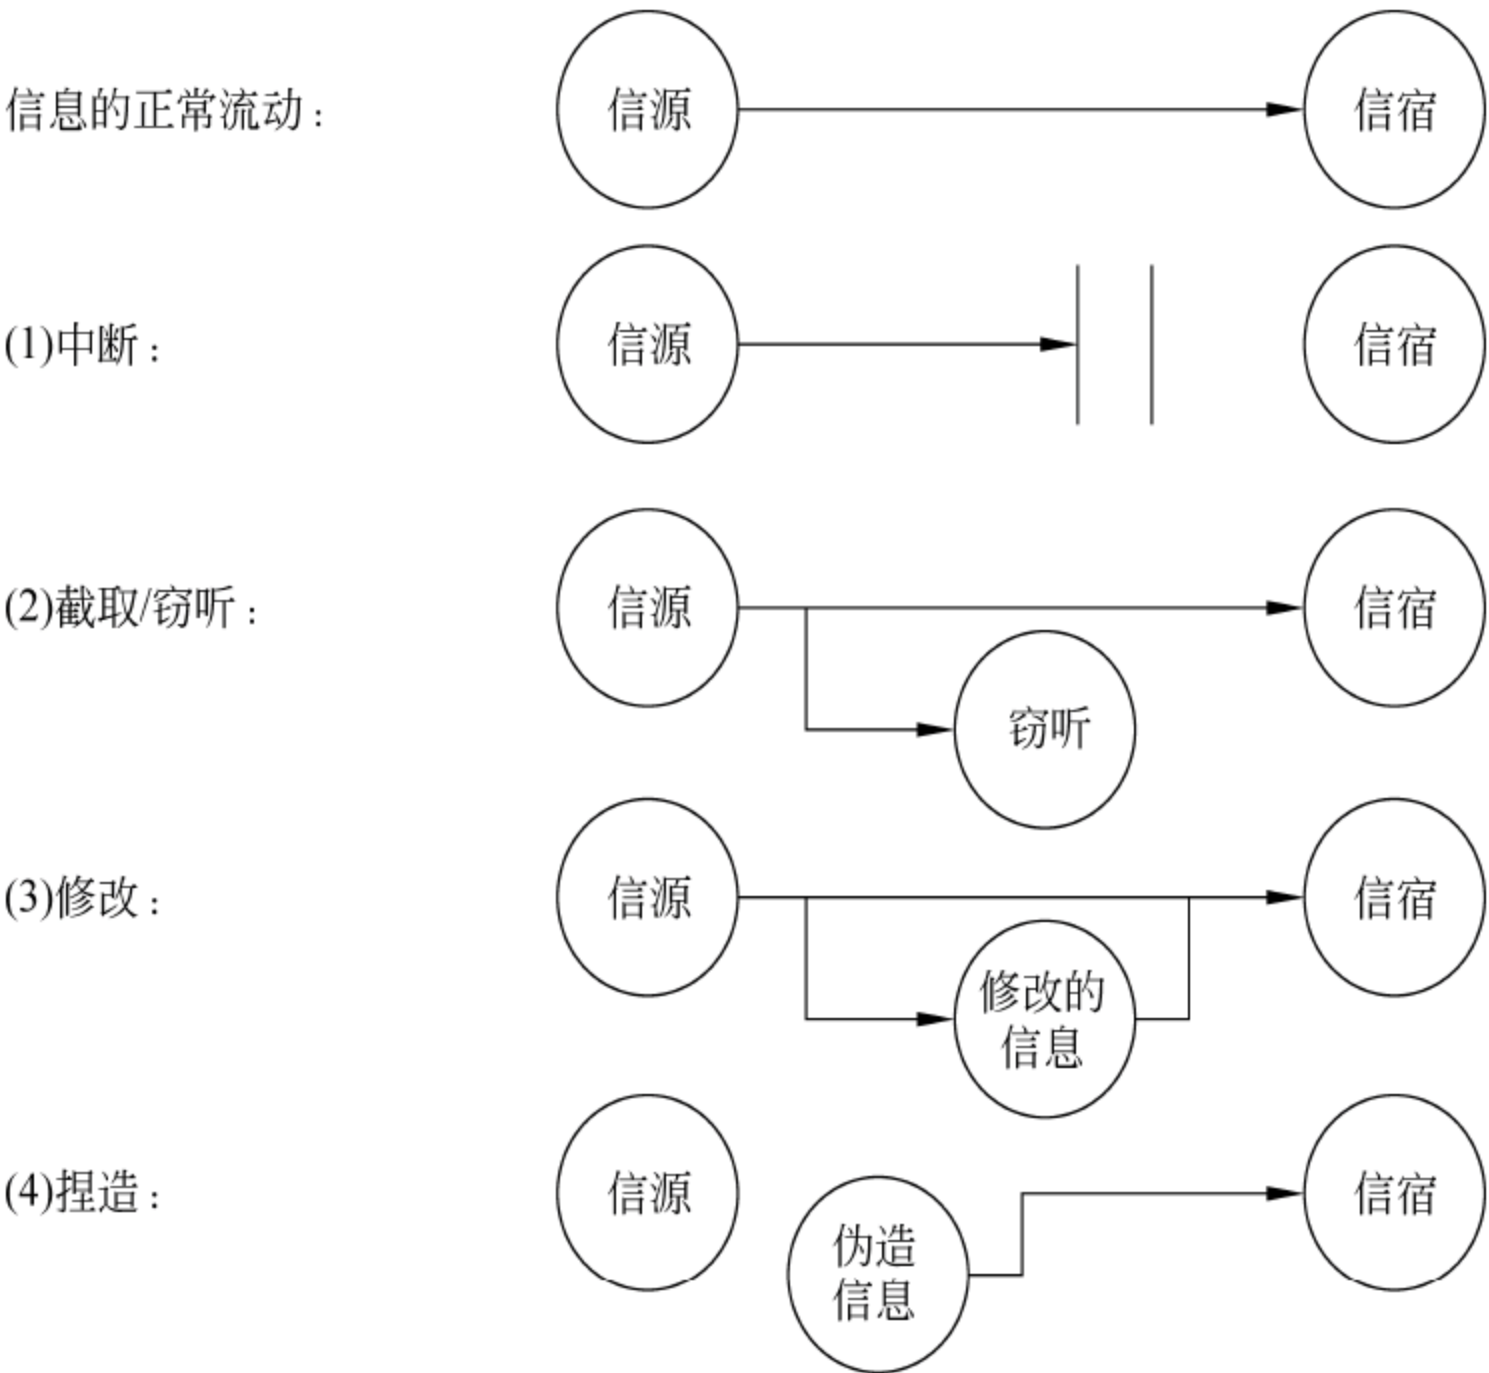 信息的正常流动：
信源
信宿
(1)中断：
信源
信宿
(2)截取/窃听：
信源
信宿
窃听
(3)修改：
信源
信宿
修改的
信息
(4)捏造：
信源
信宿
伪造
信息